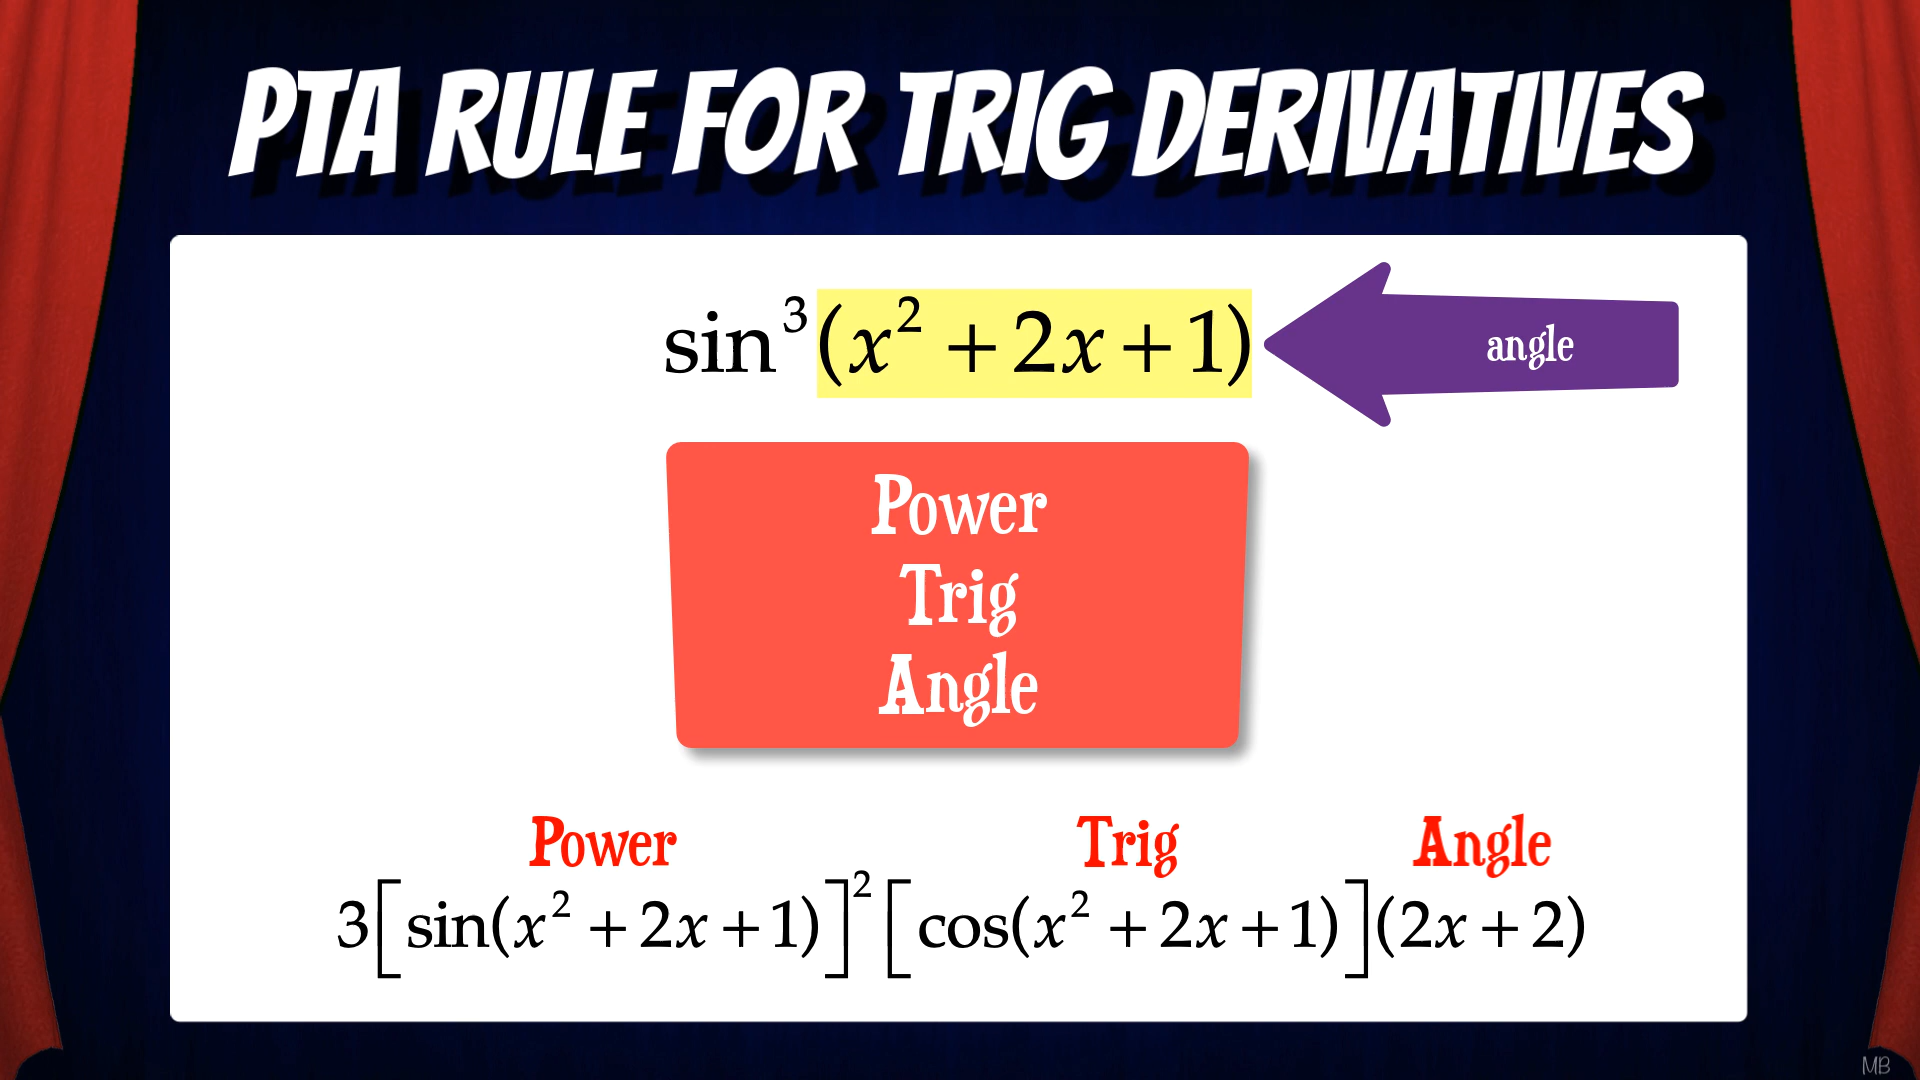 PTA RULE FOR TRIG DERIVATIVES
sin³(x² + 2x + 1)
angle
Power
Trig
Angle
Power Trig Angle
3[sin(x² + 2x + 1)]²[cos(x² + 2x + 1)](2x + 2)
MB